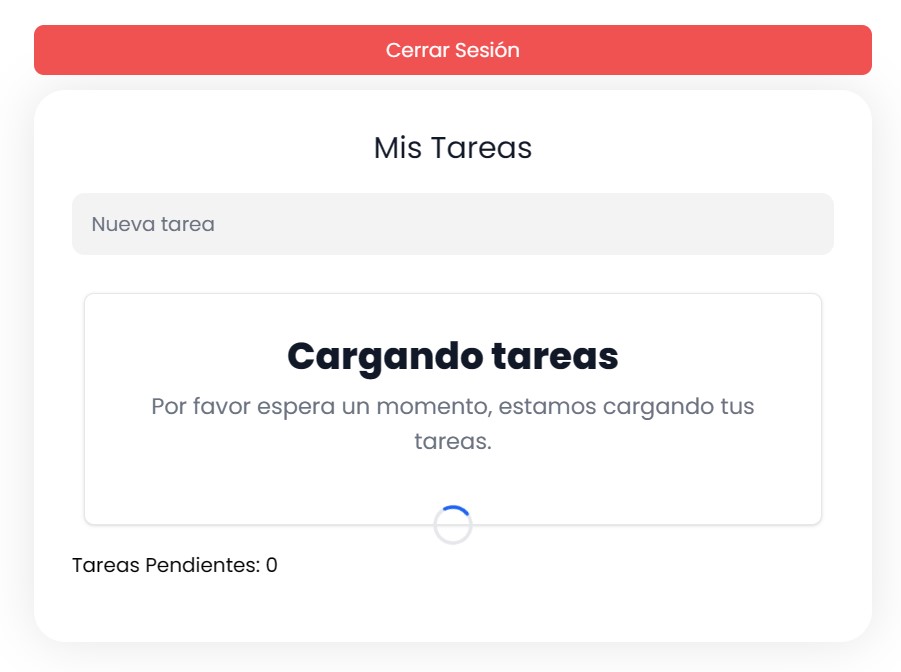 Cerrar Sesión
Mis Tareas
Nueva tarea
Cargando tareas
Por favor espera un momento, estamos cargando tus
tareas.
Tareas Pendientes: 0